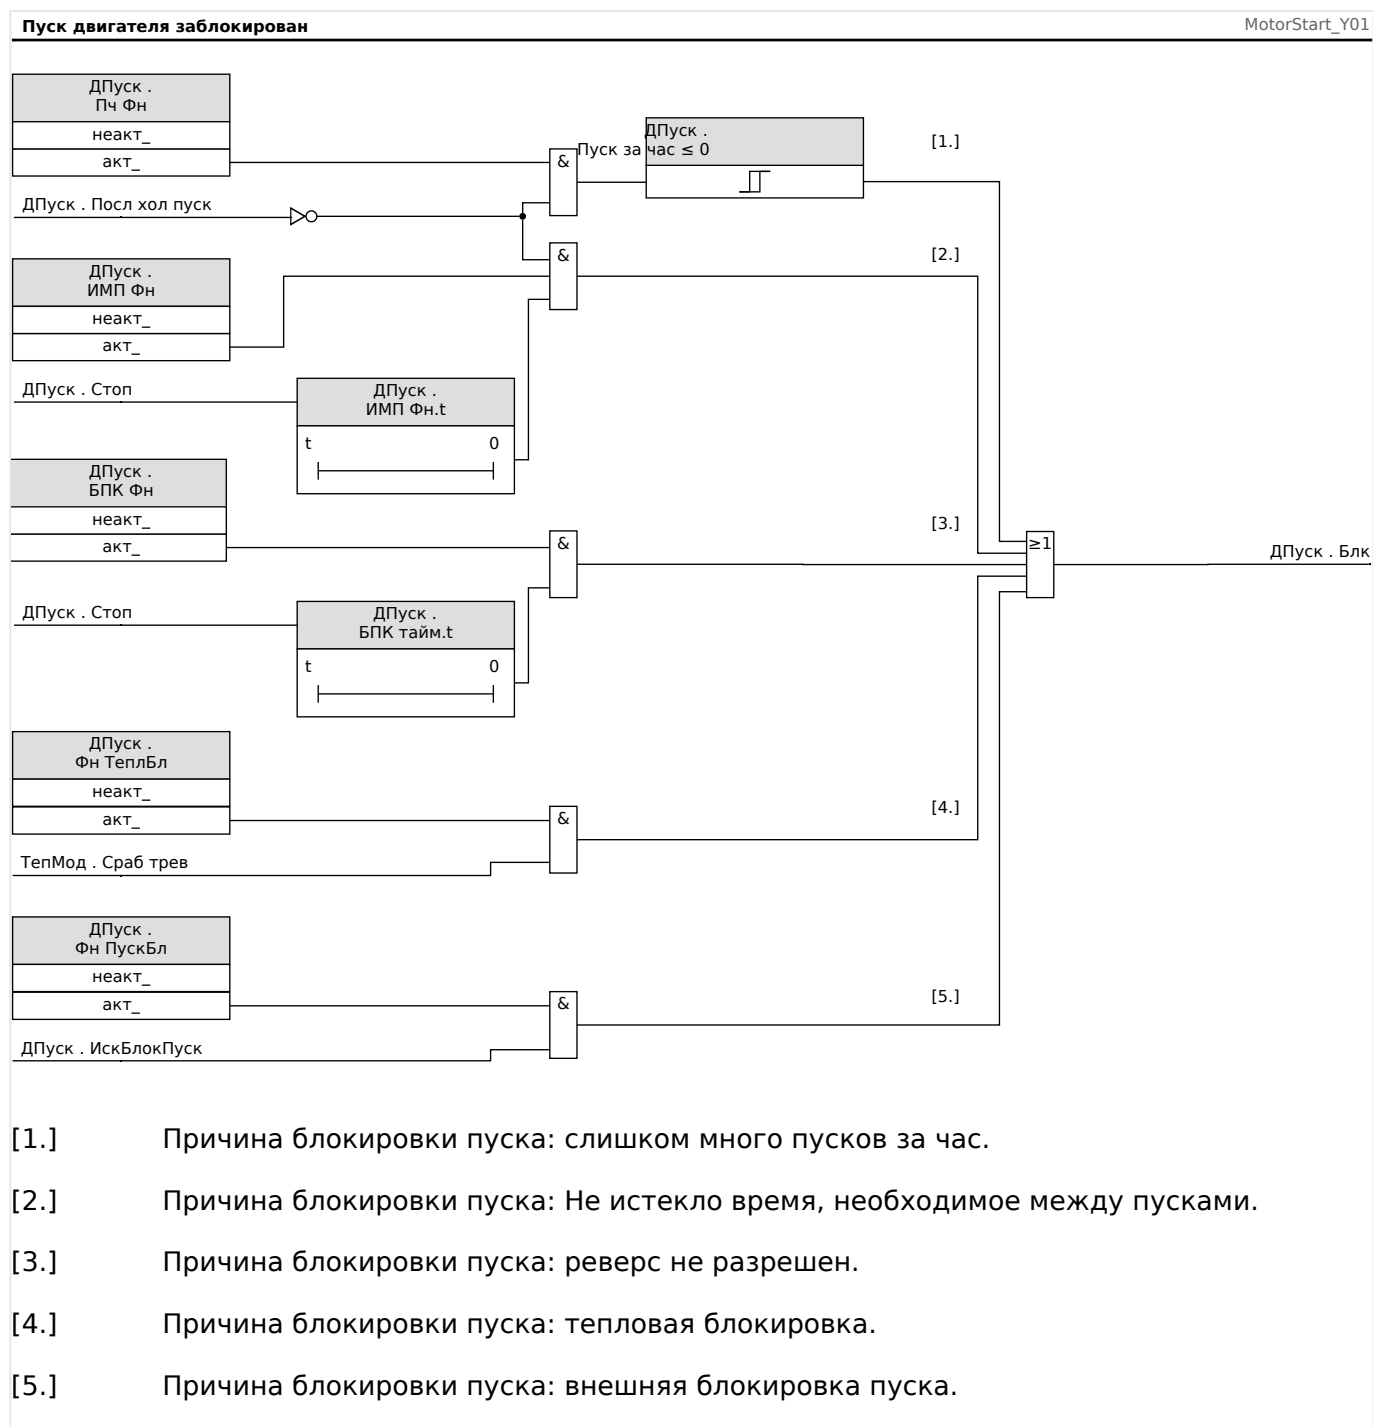 Пуск двигателя заблокирован
MotorStart_Y01
ДПуск .
Пч Фн
неакт_
акт_
ДПуск . Посл хол пуск
&
ДПуск .
Пуск за час ≤ 0
[1.]
ДПуск .
ИМП Фн
неакт_
акт_
&
[2.]
ДПуск . Стоп
ДПуск .
ИМП Фн.t
t 0
ДПуск .
БПК Фн
неакт_
акт_
&
[3.]
≥1
ДПуск . Блк
ДПуск . Стоп
ДПуск .
БПК тайм.t
t 0
ДПуск .
Фн ТеплБл
неакт_
акт_
&
[4.]
ТепМод . Сраб трев
ДПуск .
Фн ПускБл
неакт_
акт_
&
[5.]
ДПуск . ИскБлокПуск
[1.] Причина блокировки пуска: слишком много пусков за час.
[2.] Причина блокировки пуска: Не истекло время, необходимое между пусками.
[3.] Причина блокировки пуска: реверс не разрешен.
[4.] Причина блокировки пуска: тепловая блокировка.
[5.] Причина блокировки пуска: внешняя блокировка пуска.